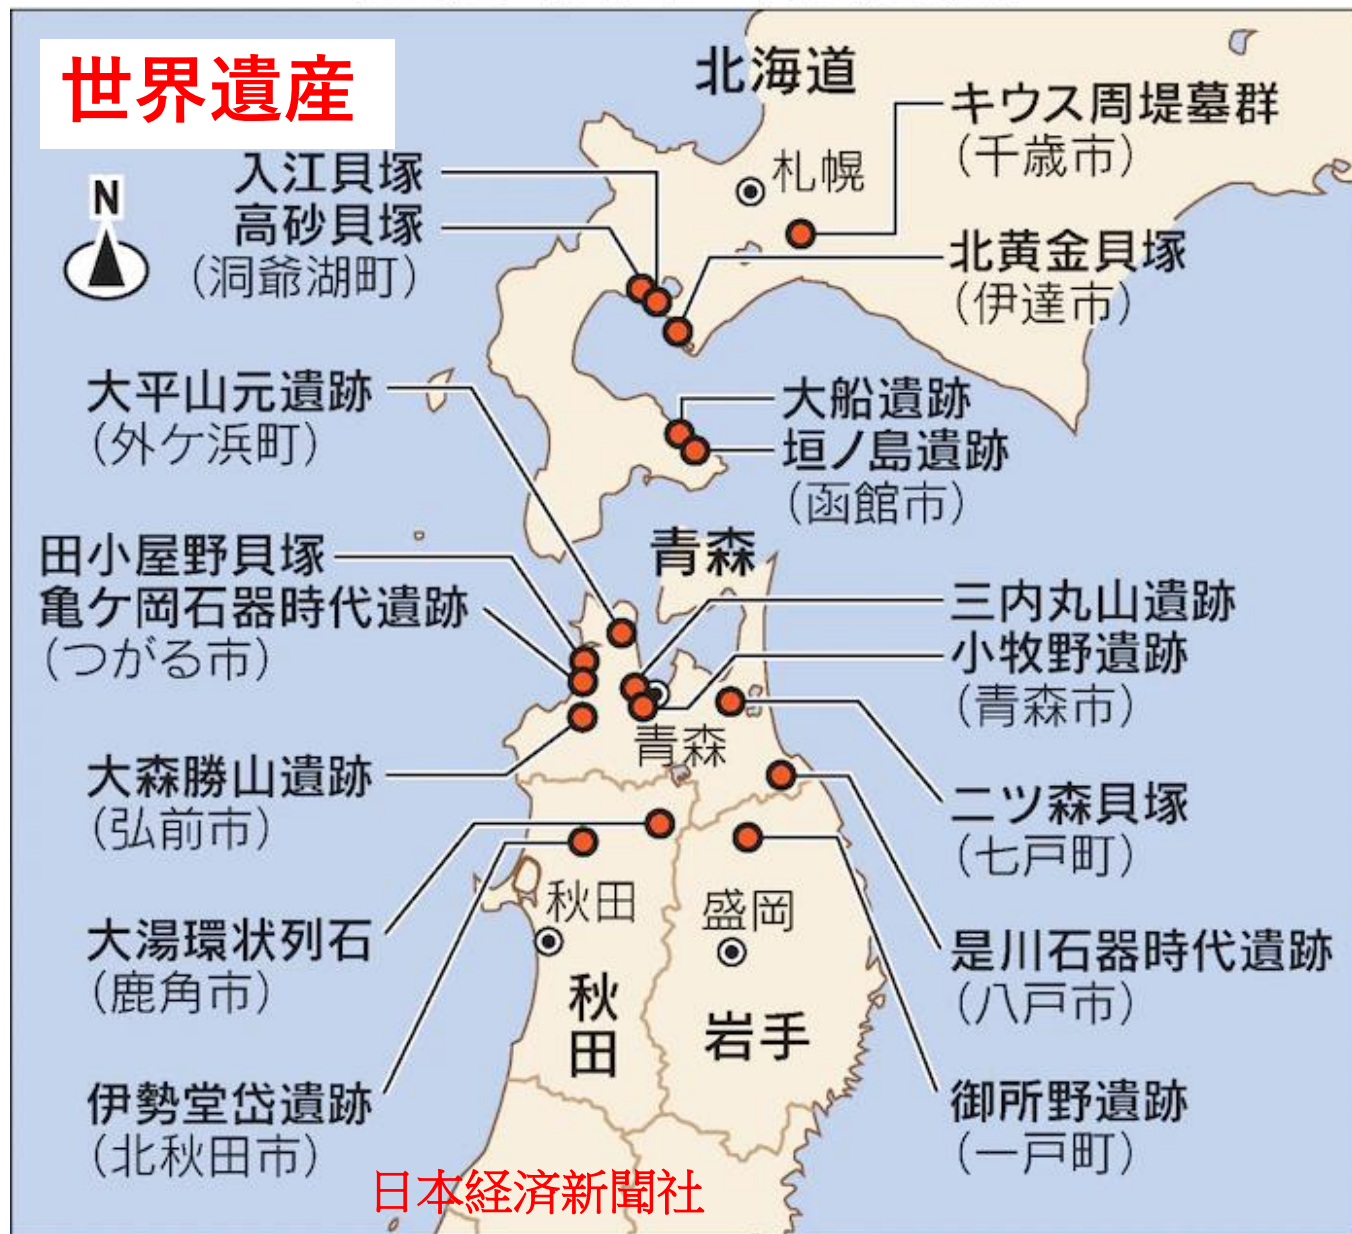 世界遺産
N
北海道
キウス周堤墓群
（千歳市）
札幌
入江貝塚
高砂貝塚
（洞爺湖町）
北黄金貝塚
（伊達市）
大平山元遺跡
（外ケ浜町）
大船遺跡
垣ノ島遺跡
（函館市）
青森
田小屋野貝塚
亀ケ岡石器時代遺跡
（つがる市）
三内丸山遺跡
小牧野遺跡
（青森市）
青森
大森勝山遺跡
（弘前市）
二ツ森貝塚
（七戸町）
秋田
盛岡
大湯環状列石
（鹿角市）
是川石器時代遺跡
（八戸市）
秋田
岩手
伊勢堂岱遺跡
（北秋田市）
御所野遺跡
（一戸町）
日本経済新聞社